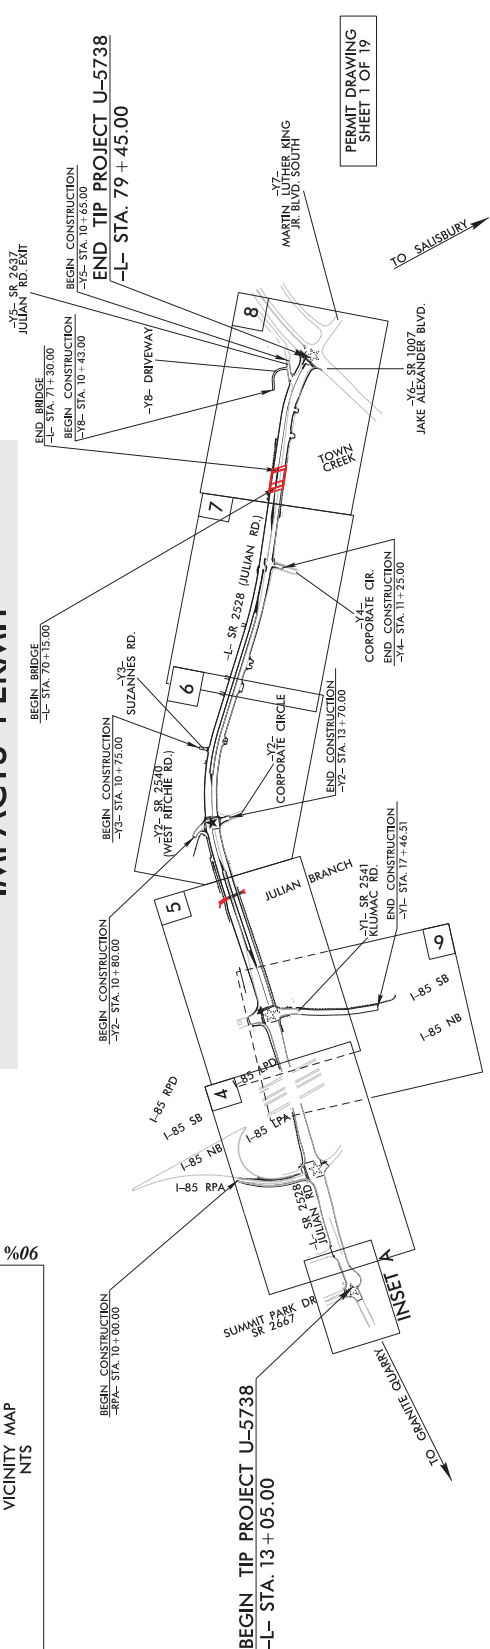 IMPACTS PERMIT
VICINITY MAP
NTS
90%
BEGIN TIP PROJECT U–5738
–L– STA. 13+05.00
BEGIN CONSTRUCTION
–RPA– STA. 10+00.00
TO GRANITE QUARRY
SUMMIT PARK DR
SR 2667
INSET A
–L– SR 2528
JULIAN RD
I–85 RPA
I–85 NB
I–85 SB
I–85 RPD
I–85 LPA
I–85 LPD
4
BEGIN CONSTRUCTION
–Y2– STA. 10+80.00
5
JULIAN BRANCH
–Y1– SR 2541
KLUMAC RD.
END CONSTRUCTION
–Y1– STA. 17+46.51
I–85 SB
I–85 NB
9
BEGIN CONSTRUCTION
–Y3– STA. 10+75.00
–Y2– SR 2540
(WEST RITCHIE RD.)
–Y3–
SUZANNES RD.
–Y2–
CORPORATE CIRCLE
END CONSTRUCTION
–Y2– STA. 13+70.00
6
BEGIN BRIDGE
–L– STA. 70+15.00
–L– SR 2528 (JULIAN RD.)
–Y4–
CORPORATE CIR.
END CONSTRUCTION
–Y4– STA. 11+25.00
7
TOWN
CREEK
END BRIDGE
–L– STA. 71+30.00
BEGIN CONSTRUCTION
–Y8– STA. 10+43.00
–Y8– DRIVEWAY
–Y5– SR 2637
JULIAN RD. EXIT
BEGIN CONSTRUCTION
–Y5– STA. 10+65.00
END TIP PROJECT U–5738
–L– STA. 79+45.00
8
–Y6– SR 1007
JAKE ALEXANDER BLVD.
–Y7–
MARTIN LUTHER KING
JR. BLVD. SOUTH
TO SALISBURY
PERMIT DRAWING
SHEET 1 OF 19